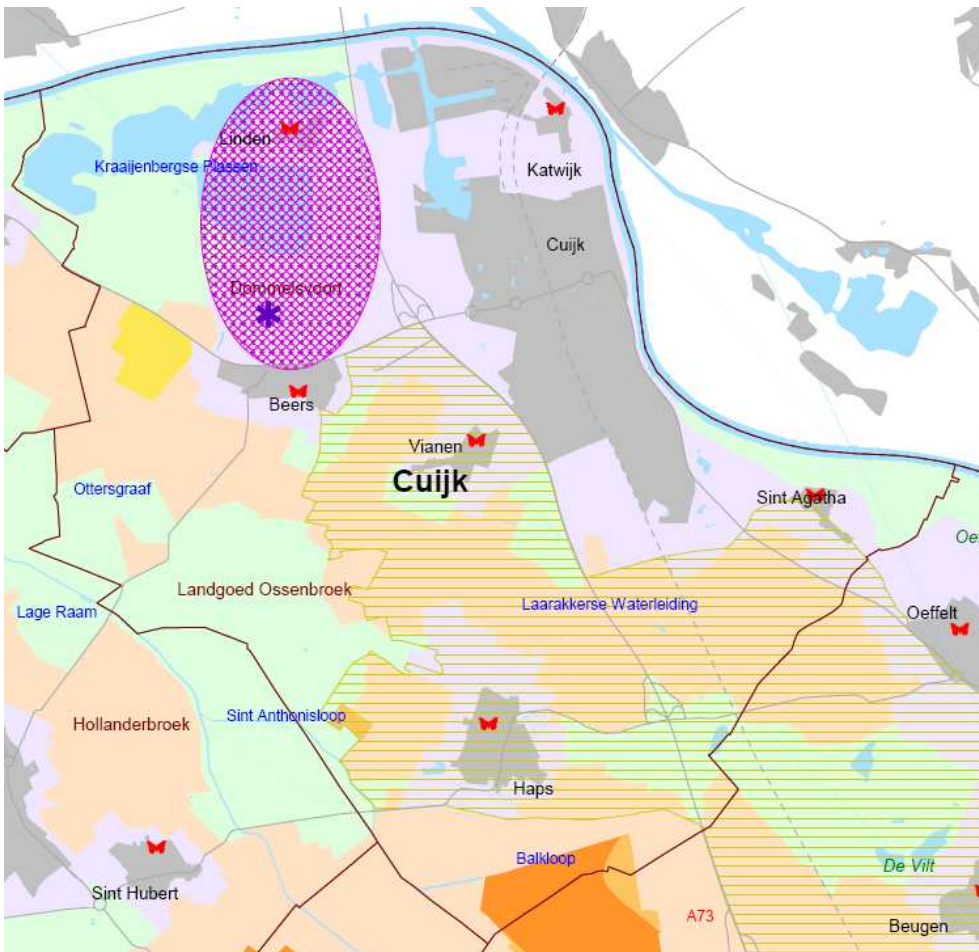 Linden
Kraaijenbergse Plassen
Katwijk
Cuijk
Dommelsvoort
Beers
Vianen
Cuijk
Ottersgraaf
Sint Agatha
Oe
Landgoed Ossenbroek
Lage Raam
Laarakkerse Waterleiding
Oeffelt
Sint Anthonisloop
Hollanderbroek
Haps
Balkloop
De Vilt
Sint Hubert
A73
Beugen